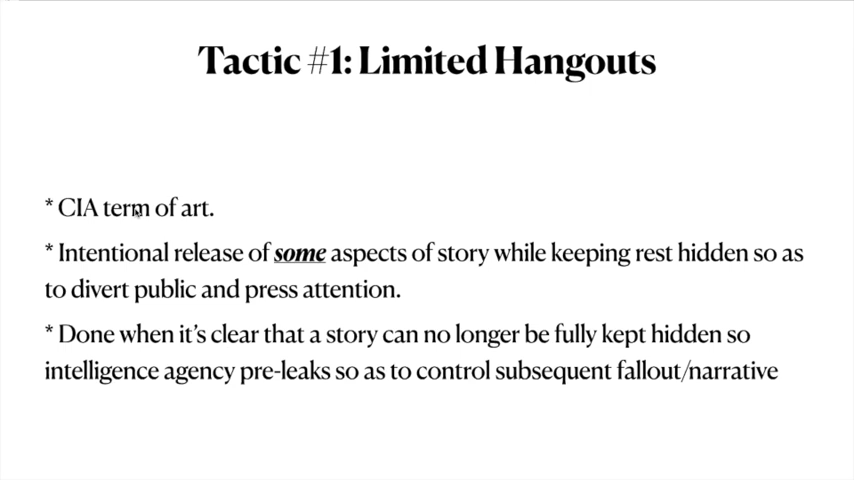 Tactic #1: Limited Hangouts
* CIA term of art.
* Intentional release of some aspects of story while keeping rest hidden so as
to divert public and press attention.
* Done when it’s clear that a story can no longer be fully kept hidden so
intelligence agency pre-leaks so as to control subsequent fallout/narrative